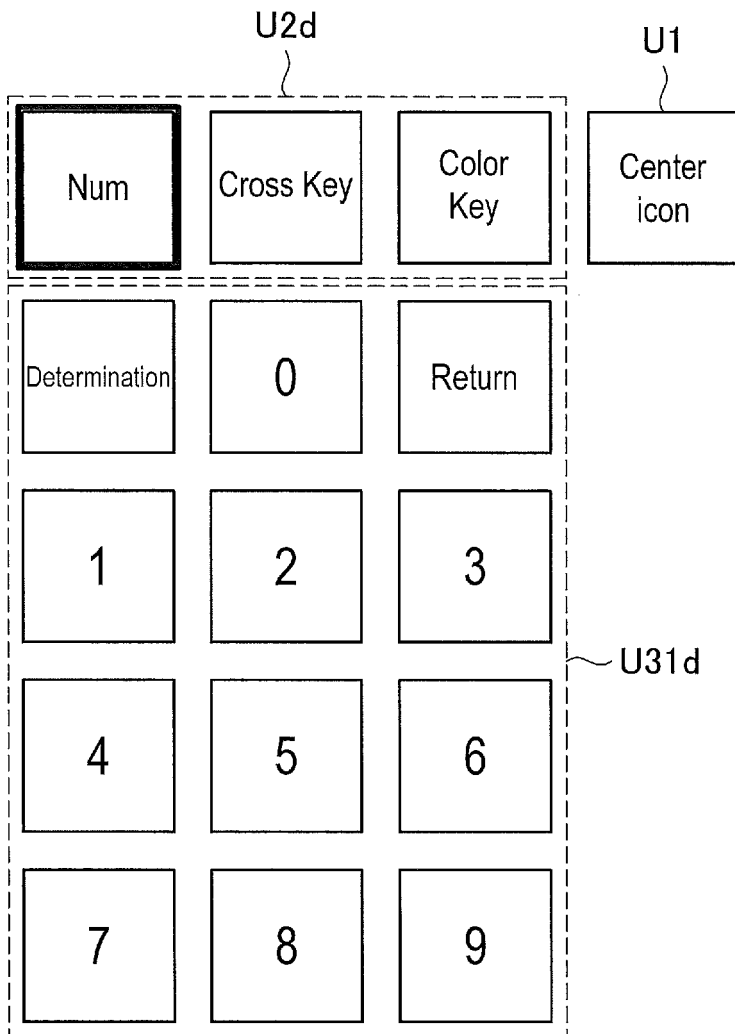 U2d
U1
Num
Cross Key
Color
Key
Center
icon
Determination
0
Return
1
2
3
U31d
4
5
6
7
8
9